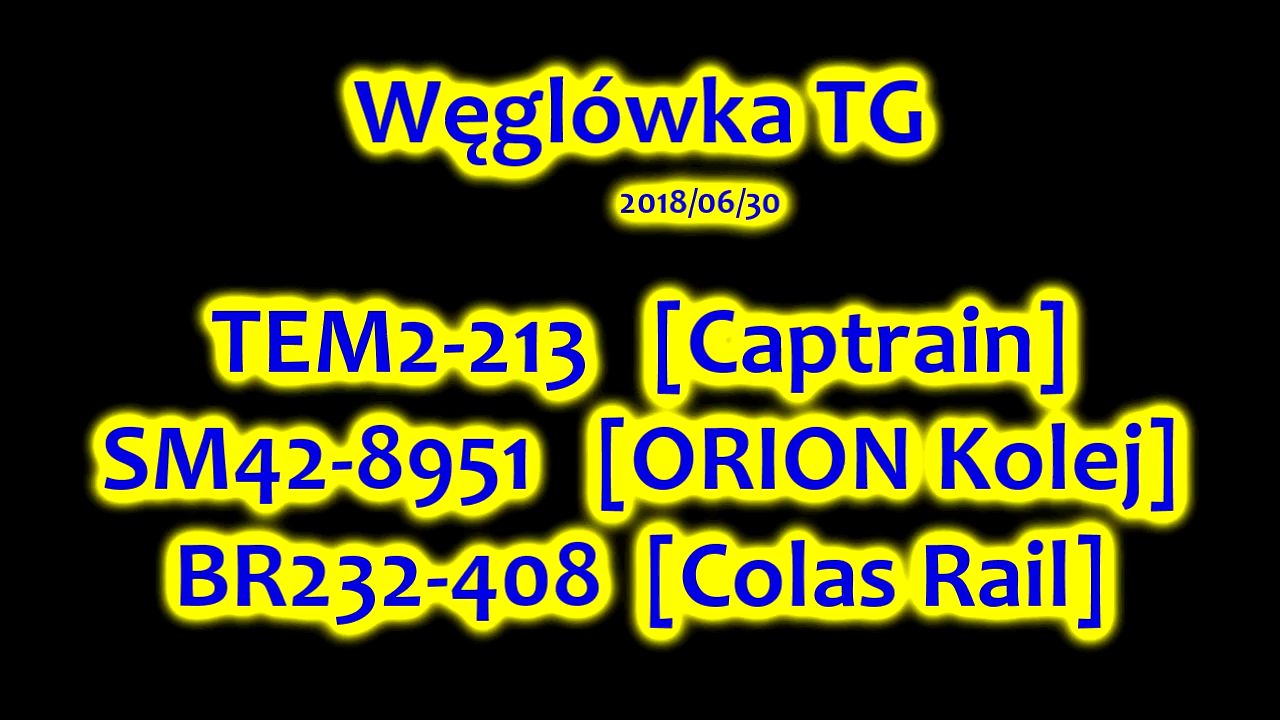 Węglówka TG
2018/06/30
TEM2-213 [Captrain]
SM42-8951 [ORION Kolej]
BR232-408 [Colas Rail]